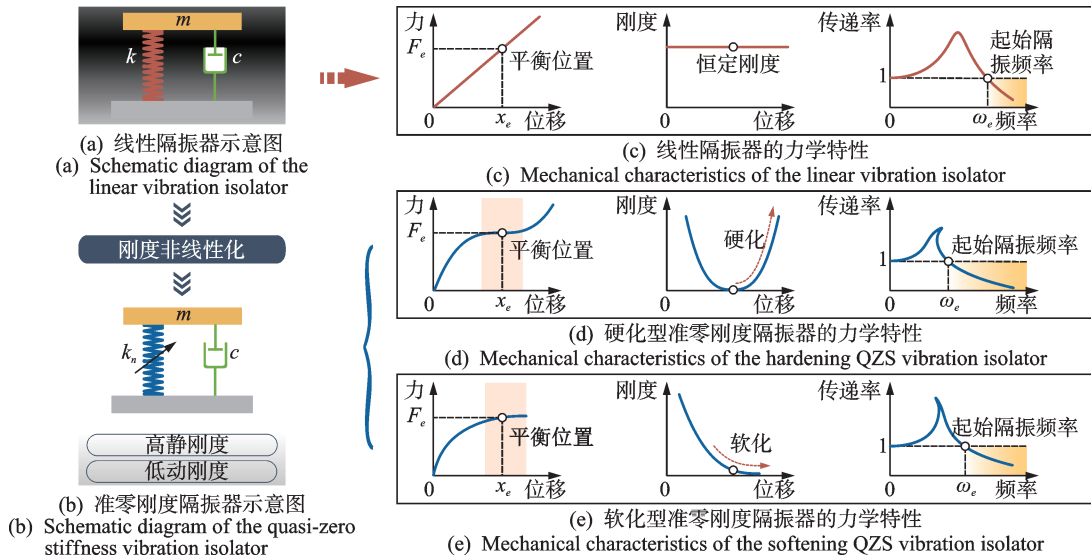 m
k
c
(a) 线性隔振器示意图
(a) Schematic diagram of the
linear vibration isolator
刚度非线性化
m
kₙ
c
高静刚度
低动刚度
(b) 准零刚度隔振器示意图
(b) Schematic diagram of the quasi-zero
stiffness vibration isolator
力
Fₑ
平衡位置
0
xₑ
位移
刚度
恒定刚度
0
位移
传递率
1
起始隔
振频率
0
ωₑ
频率
(c) 线性隔振器的力学特性
(c) Mechanical characteristics of the linear vibration isolator
力
Fₑ
平衡位置
0
xₑ
位移
刚度
硬化
0
位移
传递率
1
起始隔振频率
0
ωₑ
频率
(d) 硬化型准零刚度隔振器的力学特性
(d) Mechanical characteristics of the hardening QZS vibration isolator
力
Fₑ
平衡位置
0
xₑ
位移
刚度
软化
0
位移
传递率
1
起始隔振频率
0
ωₑ
频率
(e) 软化型准零刚度隔振器的力学特性
(e) Mechanical characteristics of the softening QZS vibration isolator